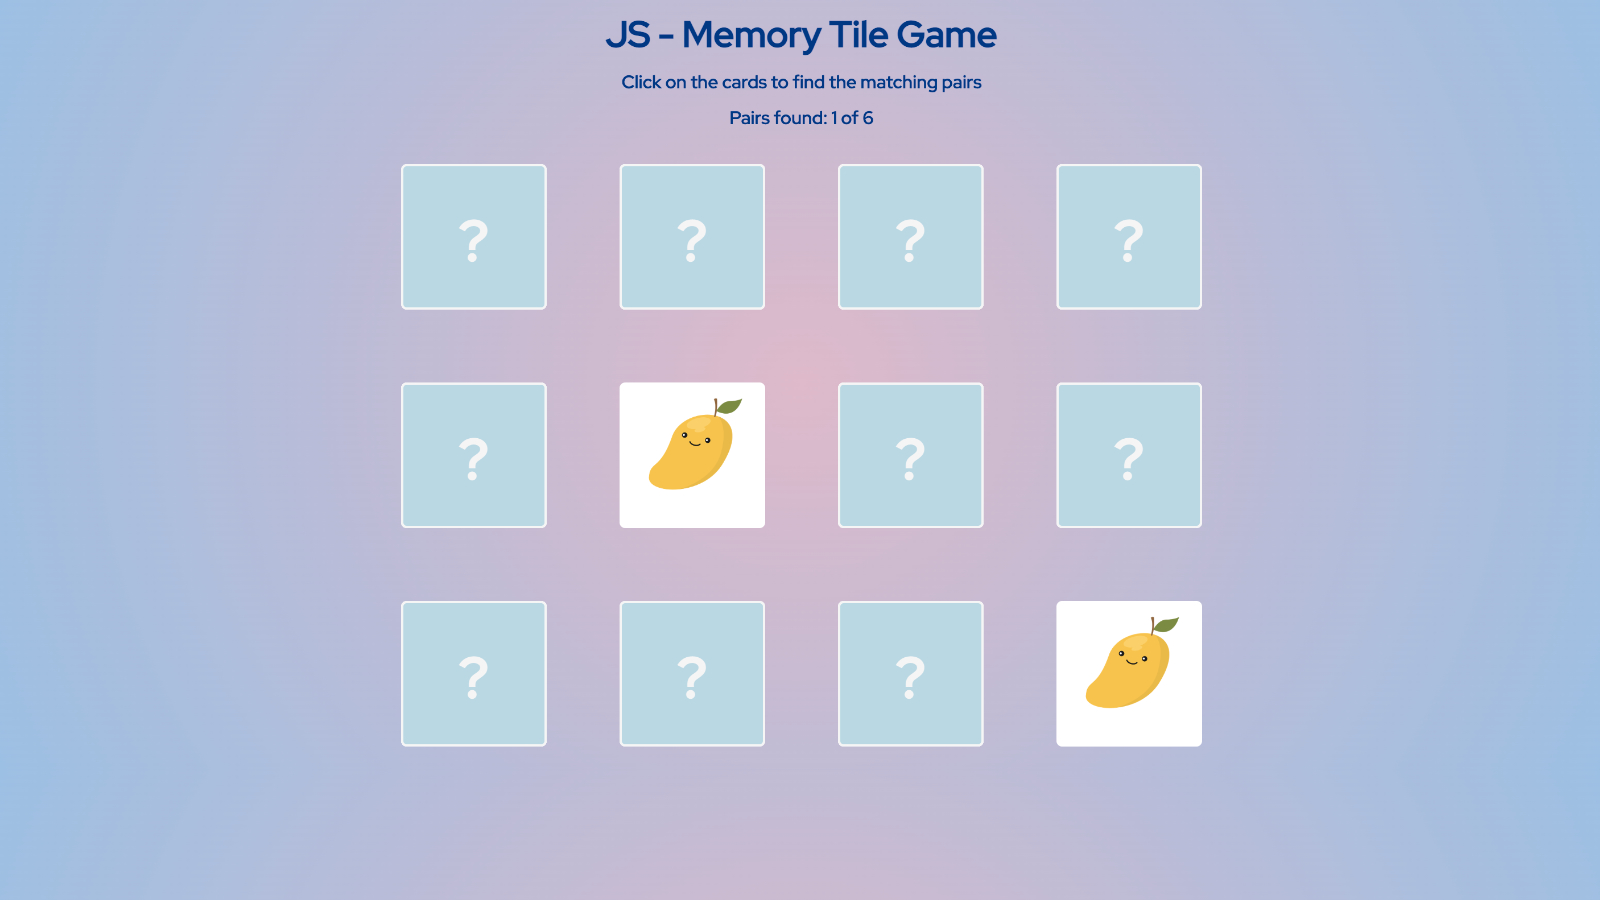 JS - Memory Tile Game
Click on the cards to find the matching pairs
Pairs found: 1 of 6
? ? ? ?
? ? ?
? ? ?